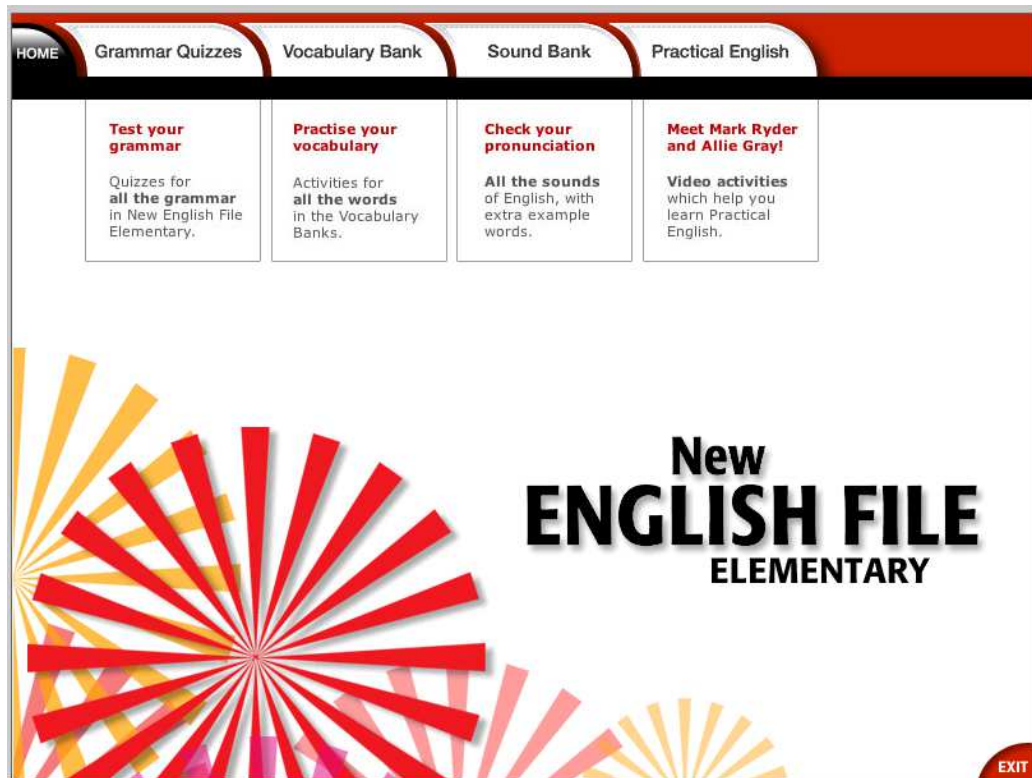 HOME
Grammar Quizzes
Vocabulary Bank
Sound Bank
Practical English
Test your
grammar
Quizzes for
all the grammar
in New English File
Elementary.
Practise your
vocabulary
Activities for
all the words
in the Vocabulary
Banks.
Check your
pronunciation
All the sounds
of English, with
extra example
words.
Meet Mark Ryder
and Allie Gray!
Video activities
which help you
learn Practical
English.
New
ENGLISH FILE
ELEMENTARY
EXIT